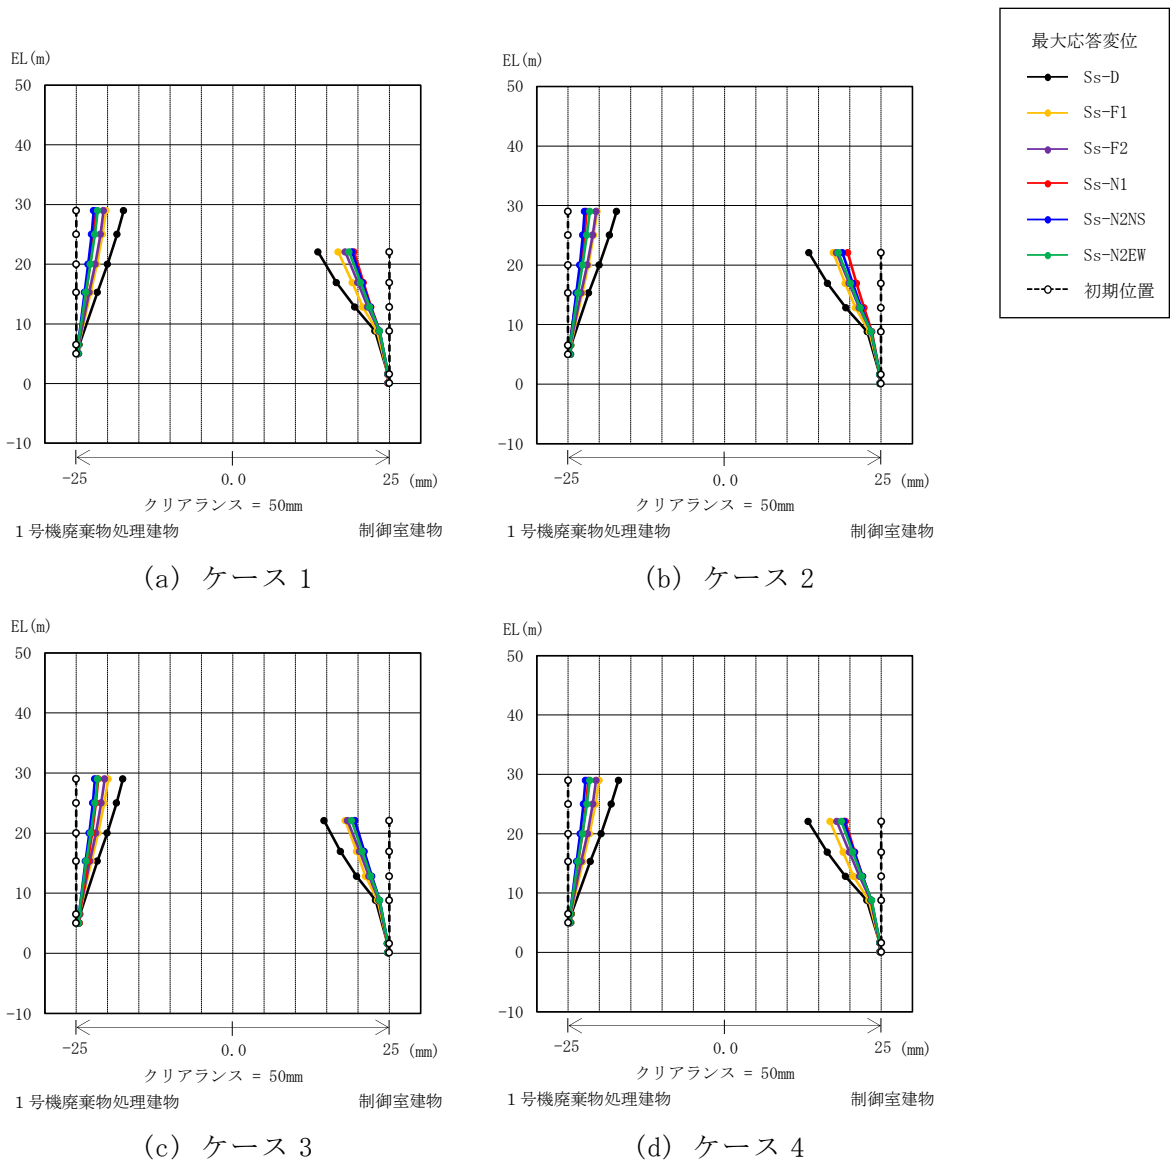 最大応答変位
Ss-D
Ss-F1
Ss-F2
Ss-N1
Ss-N2NS
Ss-N2EW
初期位置
EL(m)
50
40
30
20
10
0
-10
-25
0.0
25 (mm)
クリアランス = 50mm
1号機廃棄物処理建物
制御室建物
(a) ケース1
EL(m)
50
40
30
20
10
0
-10
-25
0.0
25 (mm)
クリアランス = 50mm
1号機廃棄物処理建物
制御室建物
(b) ケース2
EL(m)
50
40
30
20
10
0
-10
-25
0.0
25 (mm)
クリアランス = 50mm
1号機廃棄物処理建物
制御室建物
(c) ケース3
EL(m)
50
40
30
20
10
0
-10
-25
0.0
25 (mm)
クリアランス = 50mm
1号機廃棄物処理建物
制御室建物
(d) ケース4